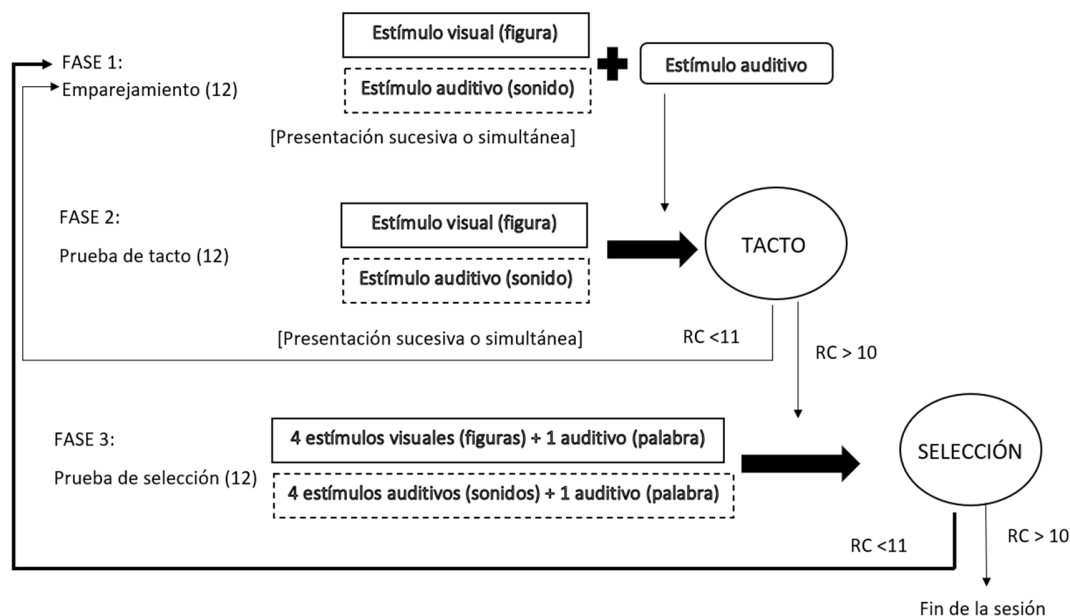 Estímulo visual (figura)
FASE 1:
Emparejamiento (12)
Estímulo auditivo (sonido)
Estímulo auditivo
[Presentación sucesiva o simultánea]
FASE 2:
Prueba de tacto (12)
Estímulo visual (figura)
Estímulo auditivo (sonido)
TACTO
[Presentación sucesiva o simultánea]
RC <11
RC > 10
FASE 3:
Prueba de selección (12)
4 estímulos visuales (figuras) + 1 auditivo (palabra)
4 estímulos auditivos (sonidos) + 1 auditivo (palabra)
SELECCIÓN
RC <11
RC > 10
Fin de la sesión